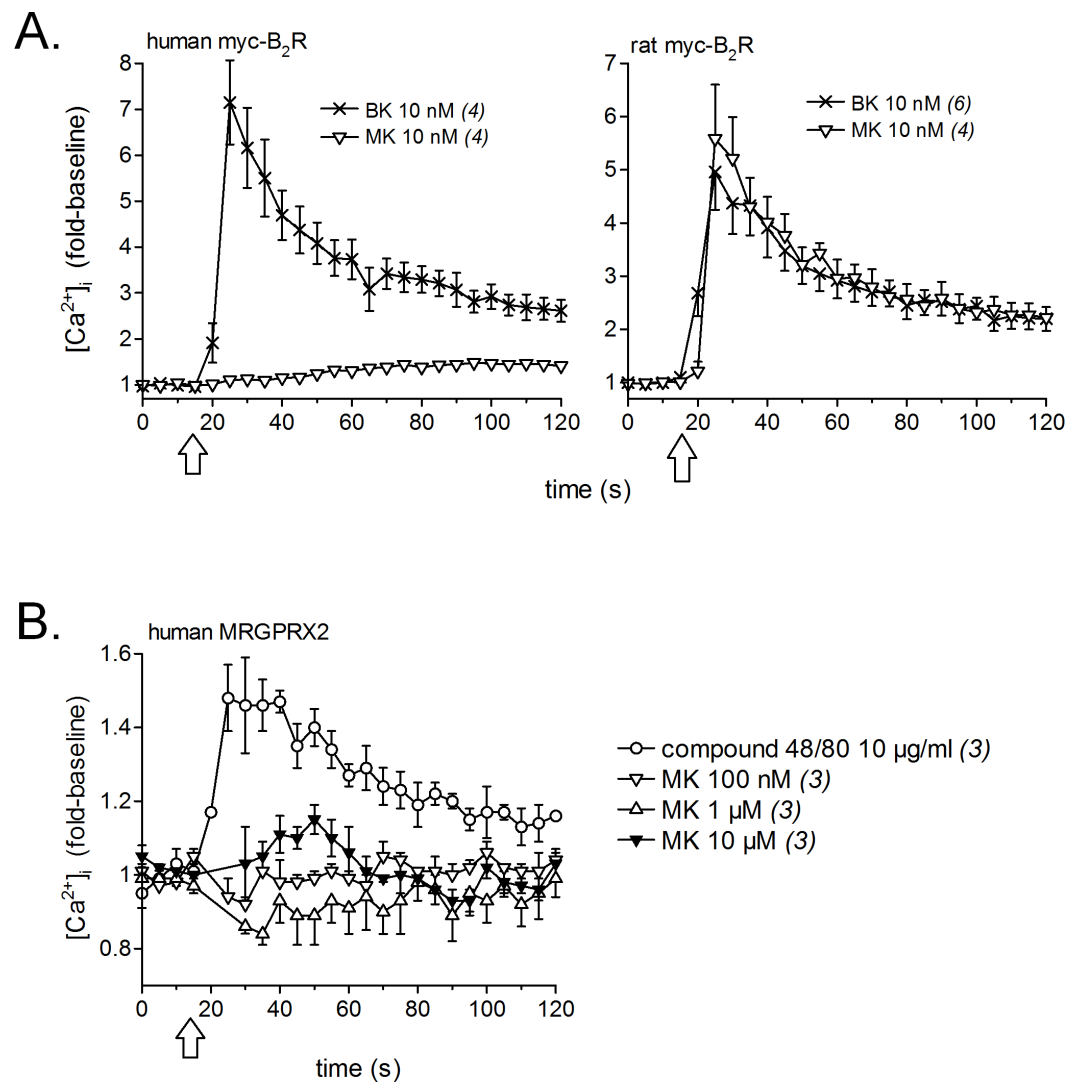 A.
human myc-B₂R
8
7
6
5
4
3
2
1
[Ca²⁺]ᵢ (fold-baseline)
BK 10 nM (4)
MK 10 nM (4)
0 20 40 60 80 100 120
rat myc-B₂R
7
6
5
4
3
2
1
BK 10 nM (6)
MK 10 nM (4)
0 20 40 60 80 100 120
time (s)
B.
human MRGPRX2
1.6
1.4
1.2
1
0.8
[Ca²⁺]ᵢ (fold-baseline)
0 20 40 60 80 100 120
time (s)
compound 48/80 10 µg/ml (3)
MK 100 nM (3)
MK 1 µM (3)
MK 10 µM (3)